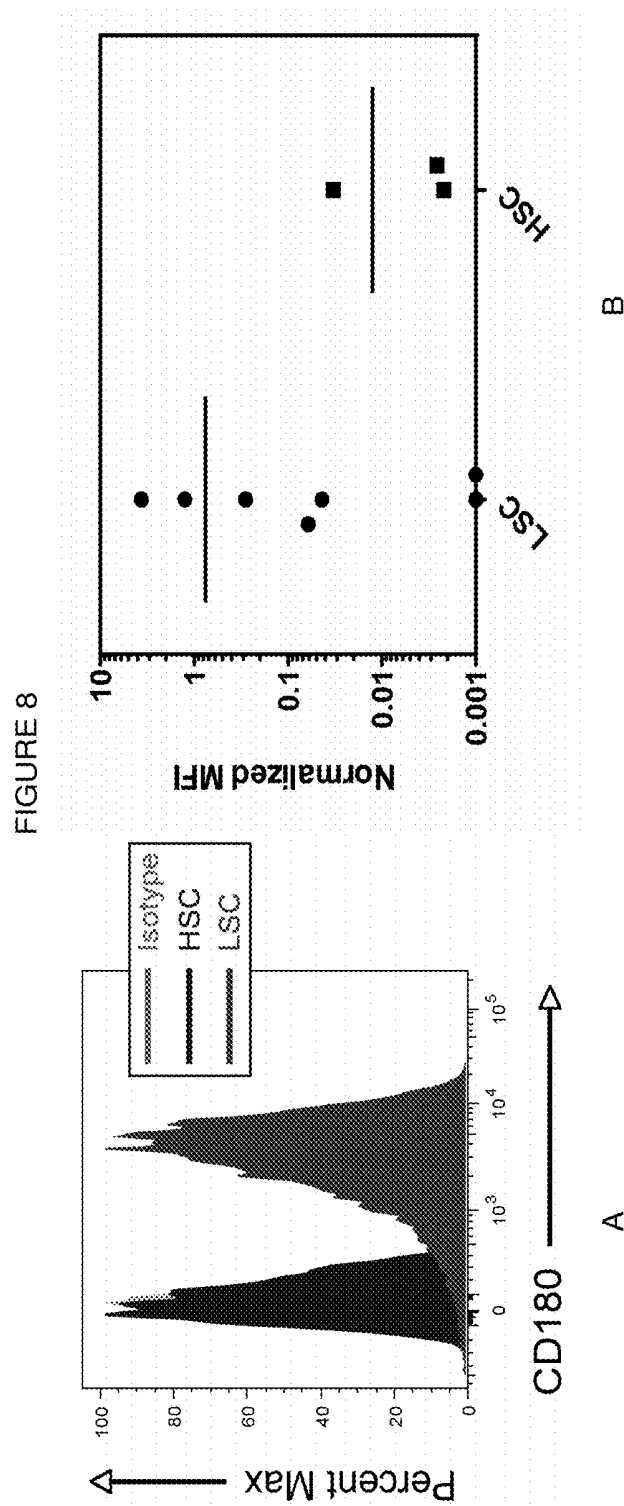 FIGURE 8
Percent Max
100
80
60
40
20
0
0
10³
10⁴
10⁵
CD180
Isotype
HSC
LSC
A
Normalized MFI
10
1
0.1
0.01
0.001
LSC
HSC
B